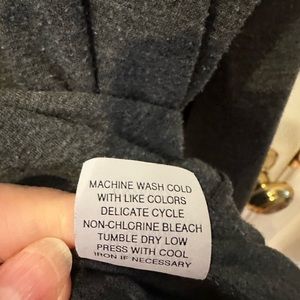 MACHINE WASH COLD
WITH LIKE COLORS
DELICATE CYCLE
NON-CHLORINE BLEACH
TUMBLE DRY LOW
PRESS WITH COOL
IRON IF NECESSARY